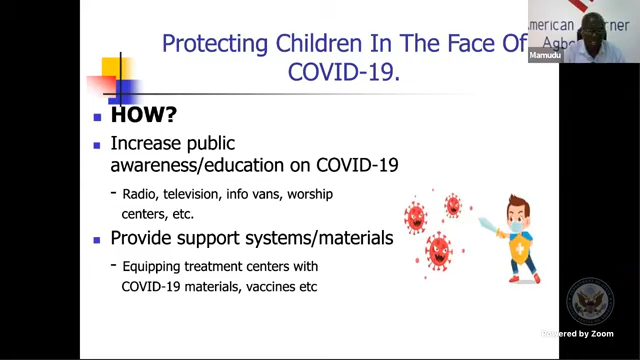 Protecting Children In The Face Of
COVID-19.
American Corner
Mamudu
HOW?
Increase public
awareness/education on COVID-19
- Radio, television, info vans, worship
centers, etc.
Provide support systems/materials
- Equipping treatment centers with
COVID-19 materials, vaccines etc
Powered by Zoom